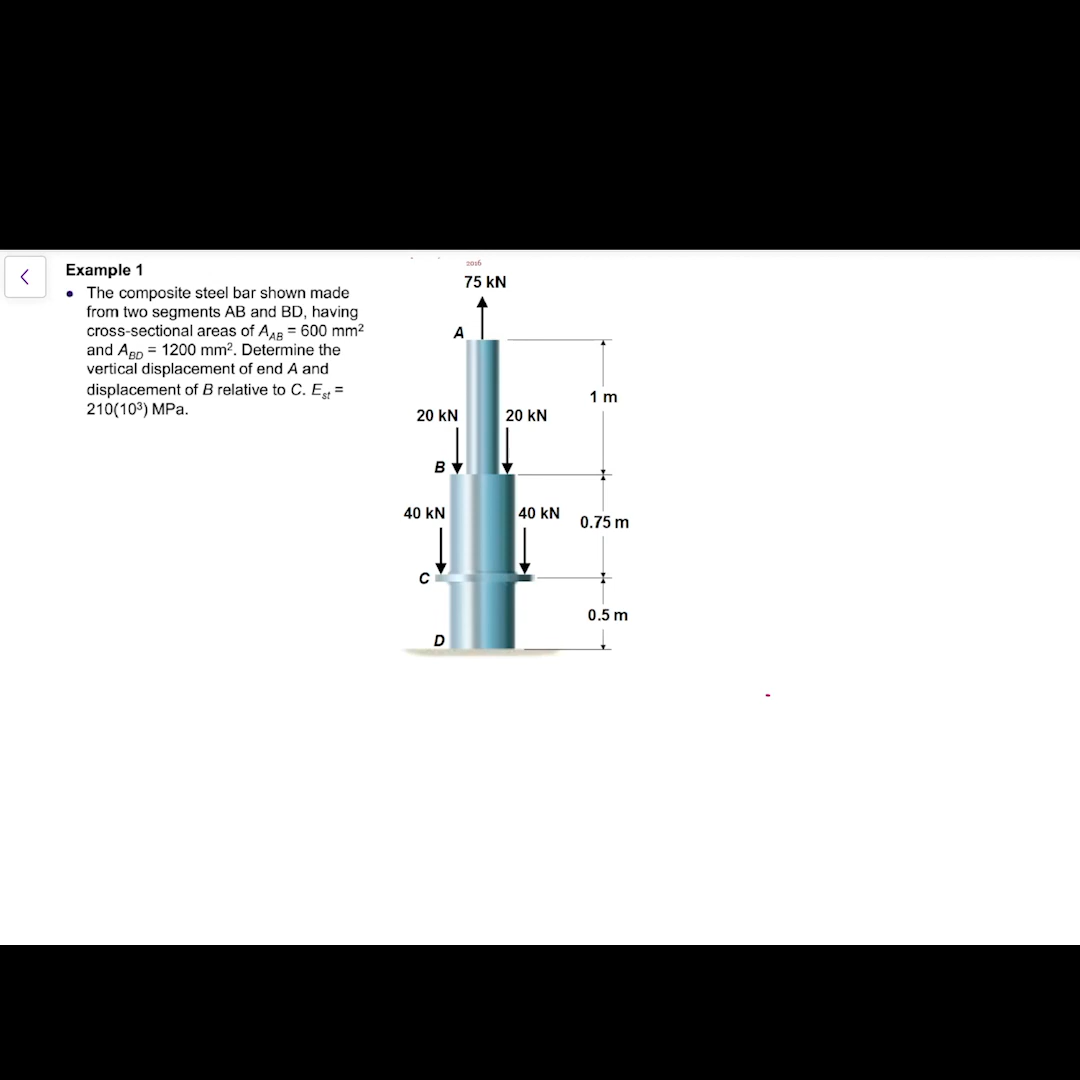 Example 1
• The composite steel bar shown made
from two segments AB and BD, having
cross-sectional areas of A_AB = 600 mm²
and A_BD = 1200 mm². Determine the
vertical displacement of end A and
displacement of B relative to C. E_st =
210(10³) MPa.
2016
75 kN
A
1 m
20 kN 20 kN
B
40 kN 40 kN
0.75 m
C
0.5 m
D